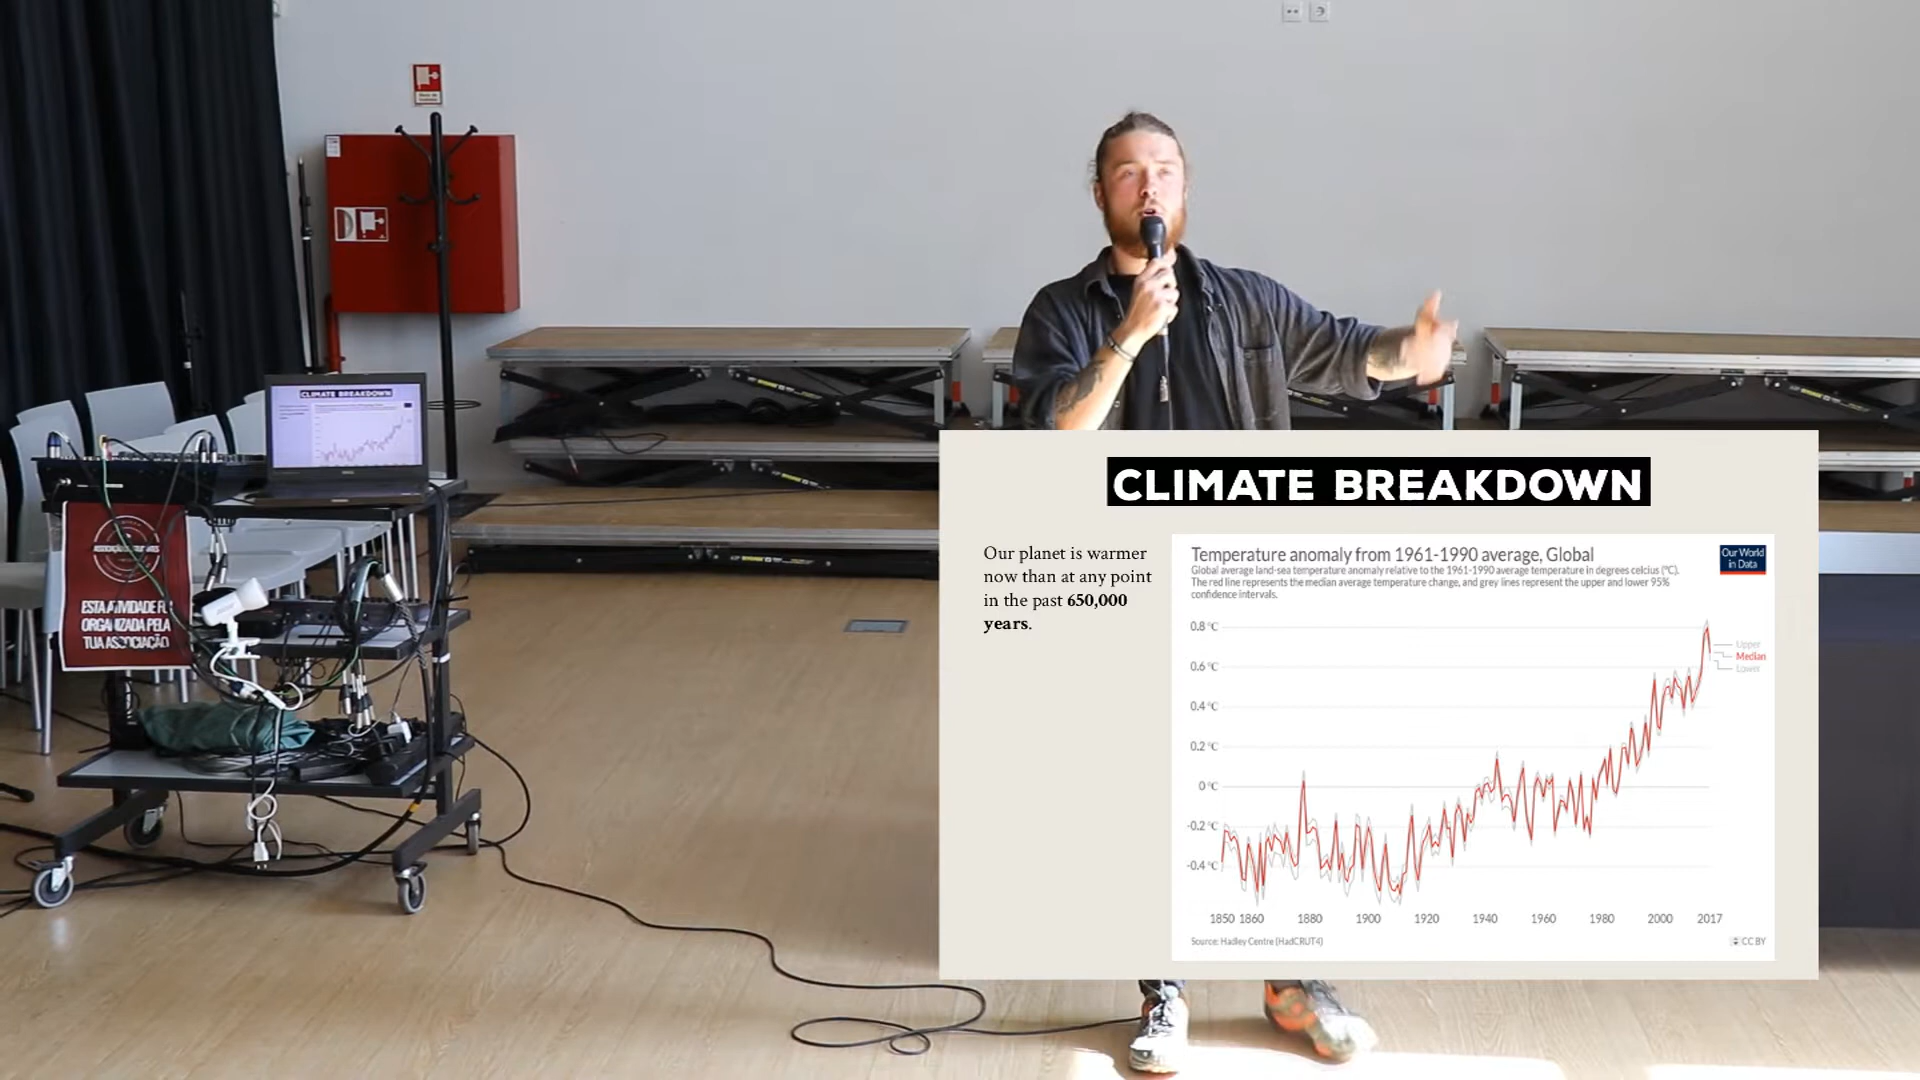 CLIMATE BREAKDOWN
CLIMATE BREAKDOWN
Our planet is warmer
now than at any point
in the past 650,000
years.
Temperature anomaly from 1961-1990 average, Global
Global average land-sea temperature anomaly relative to the 1961-1990 average temperature in degrees celcius (°C).
The red line represents the median average temperature change, and grey lines represent the upper and lower 95%
confidence intervals.
Our World
in Data
0.8 °C
0.6 °C
0.4 °C
0.2 °C
0 °C
-0.2 °C
-0.4 °C
Upper
Median
Lower
1850 1860 1880 1900 1920 1940 1960 1980 2000 2017
Source: Hadley Centre (HadCRUT4)
CC BY
ESTA ATIVIDADE FOI
ORGANIZADA PELA
TUA ASSOCIAÇÃO